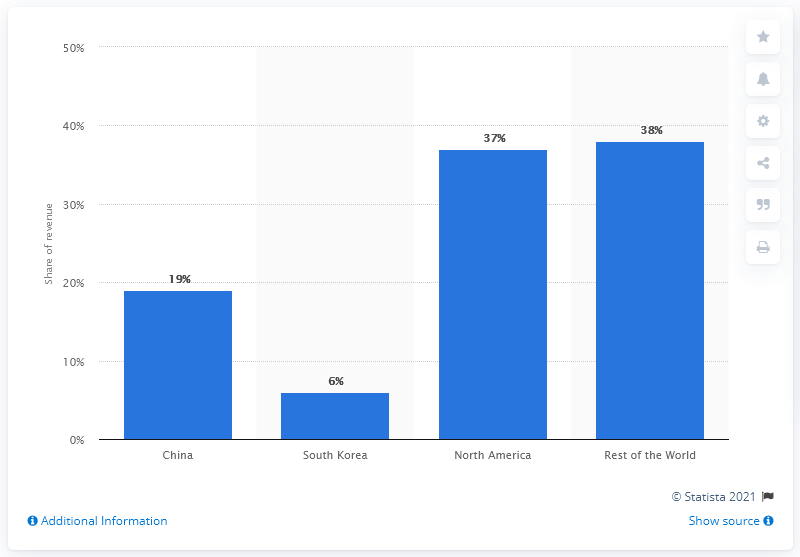 50%
40%
30%
20%
10%
0%
Share of revenue
19%
6%
37%
38%
China
South Korea
North America
Rest of the World
© Statista 2021
Additional Information
Show source